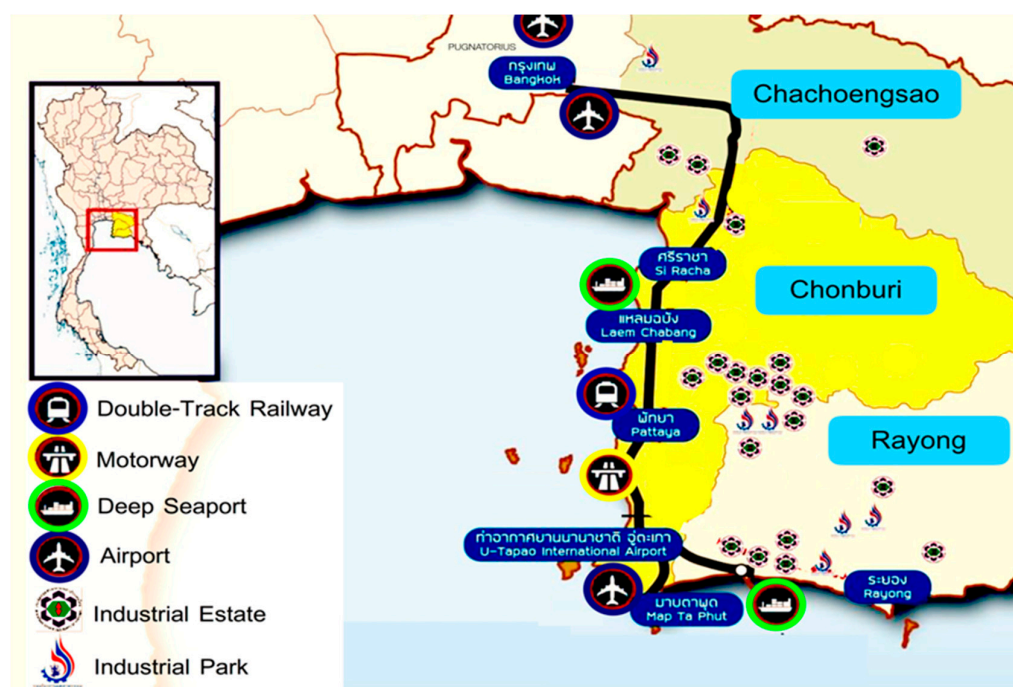 PUGNATORIUS
กรุงเทพ
Bangkok
Chachoengsao
ศรีราชา
Si Racha
Chonburi
แหลมฉบัง
Laem Chabang
พัทยา
Pattaya
Rayong
ท่าอากาศยานนานาชาติ อู่ตะเภา
U-Tapao International Airport
มาบตาพุด
Map Ta Phut
ระยอง
Rayong
Double-Track Railway
Motorway
Deep Seaport
Airport
Industrial Estate
Industrial Park